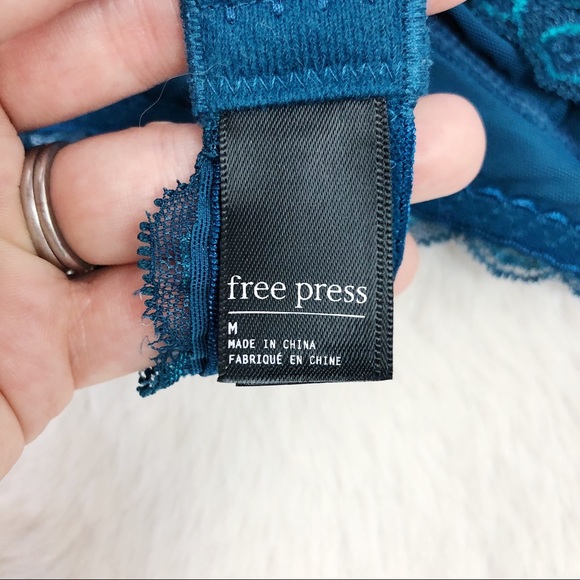 free press
M
MADE IN CHINA
FABRIQUÉ EN CHINE